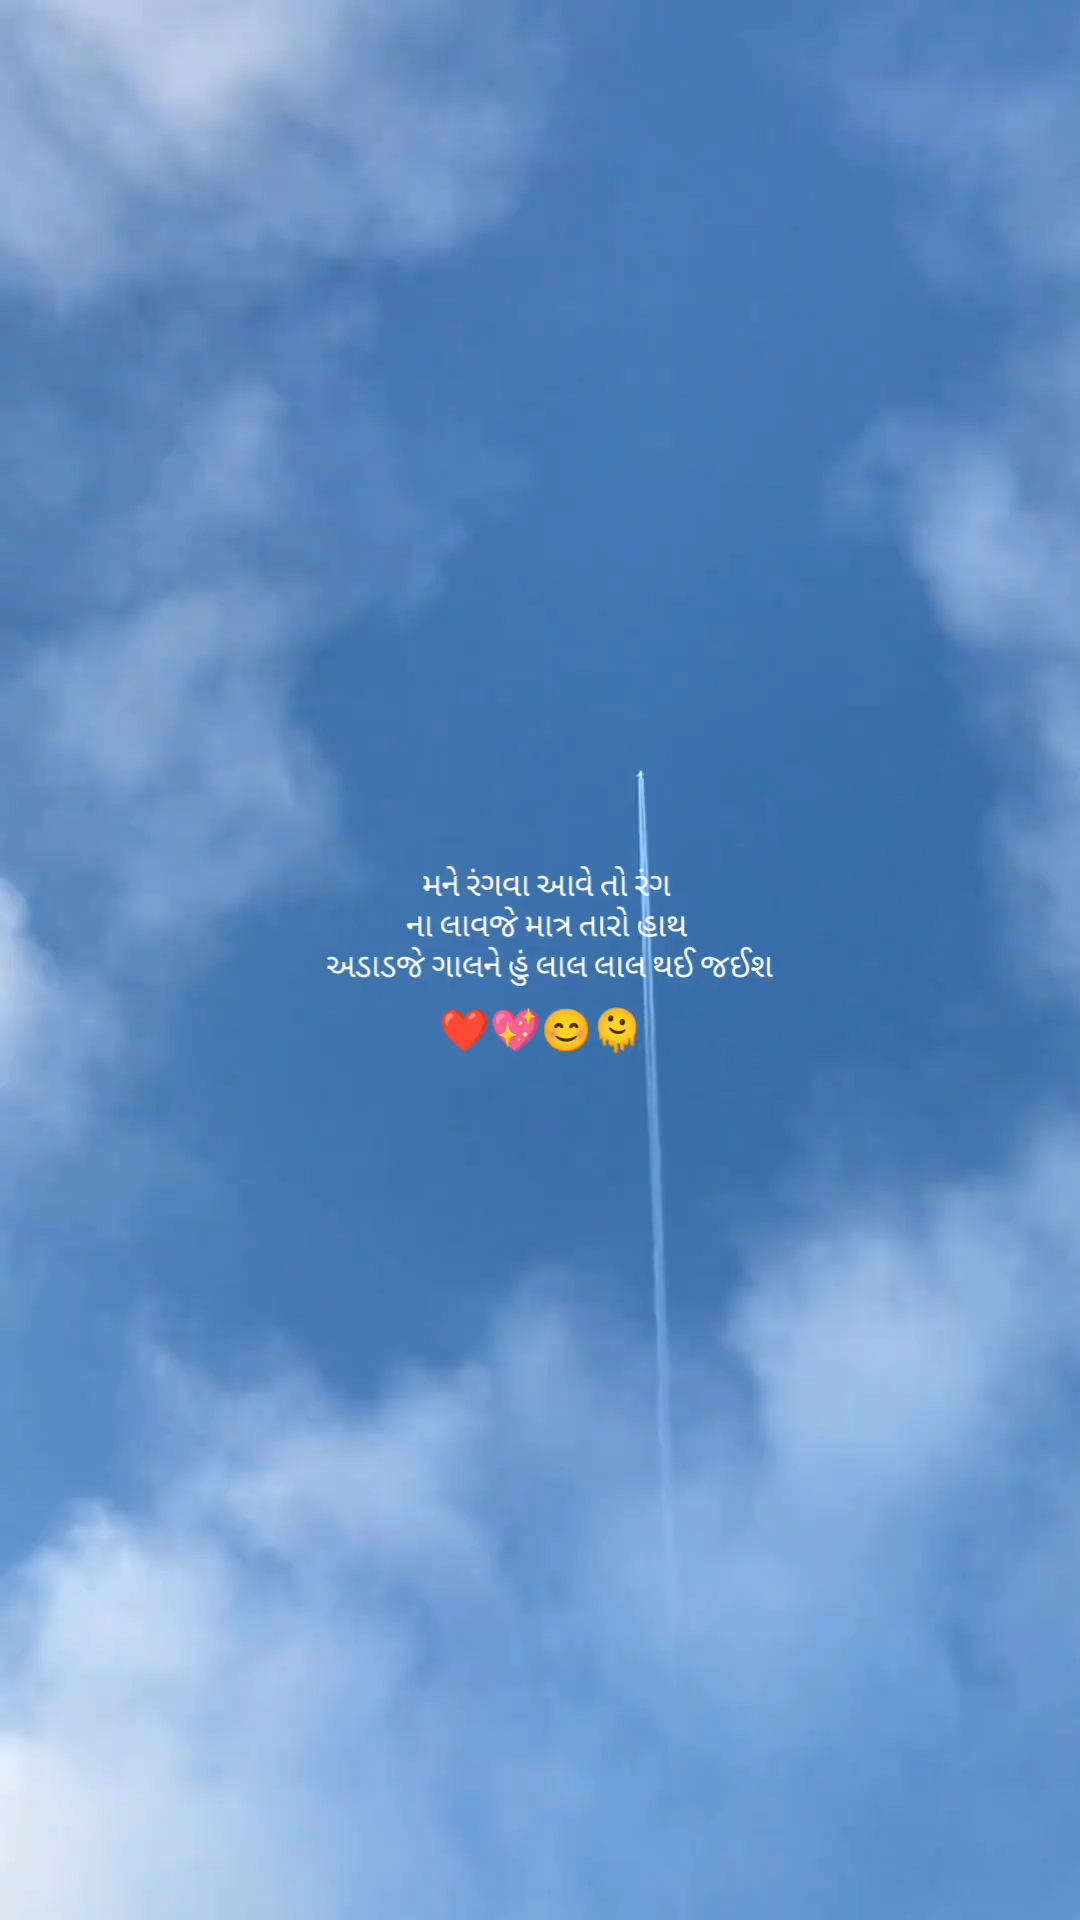 મને રંગવા આવે તો રંગ
ના લાવજે માત્ર તારો હાથ
અડાડજે ગાલને હું લાલ લાલ થઈ જઈશ
❤️💖😊🫠